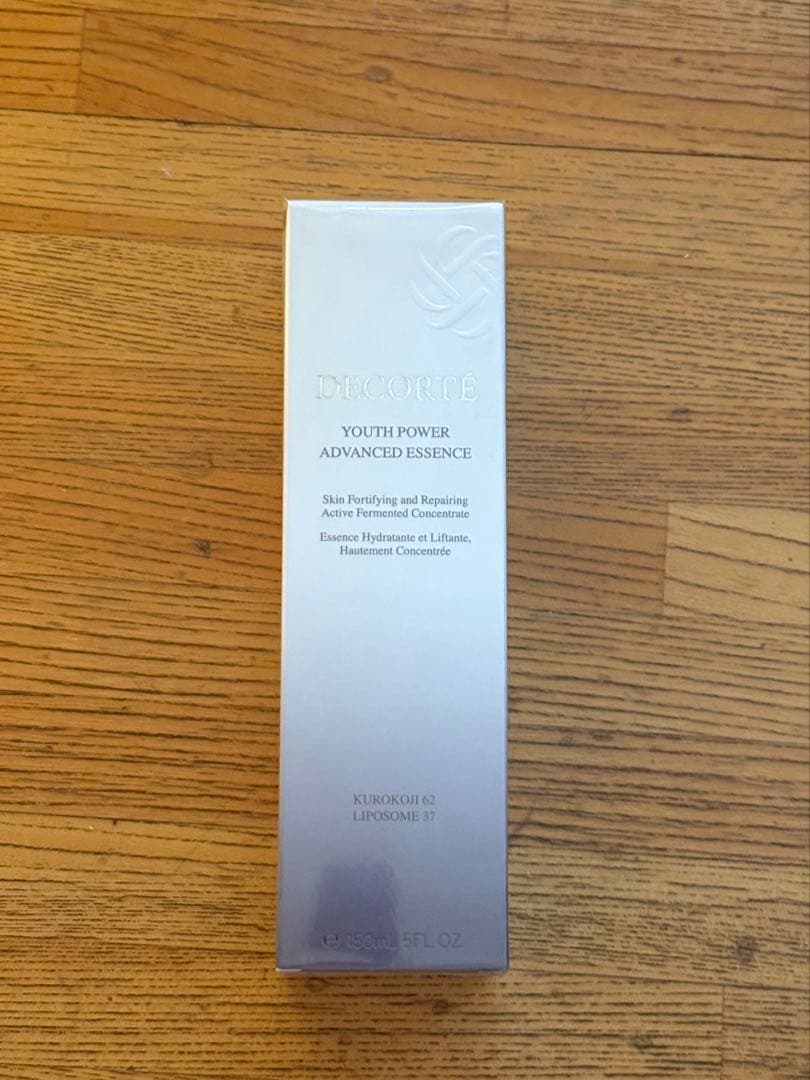 DECORTÉ
YOUTH POWER
ADVANCED ESSENCE
Skin Fortifying and Repairing
Active Fermented Concentrate
Essence Hydratante et Liftante,
Hautement Concentrée
KUROKOJI 62
LIPOSOME 37
℮ 150mL 5FL OZ